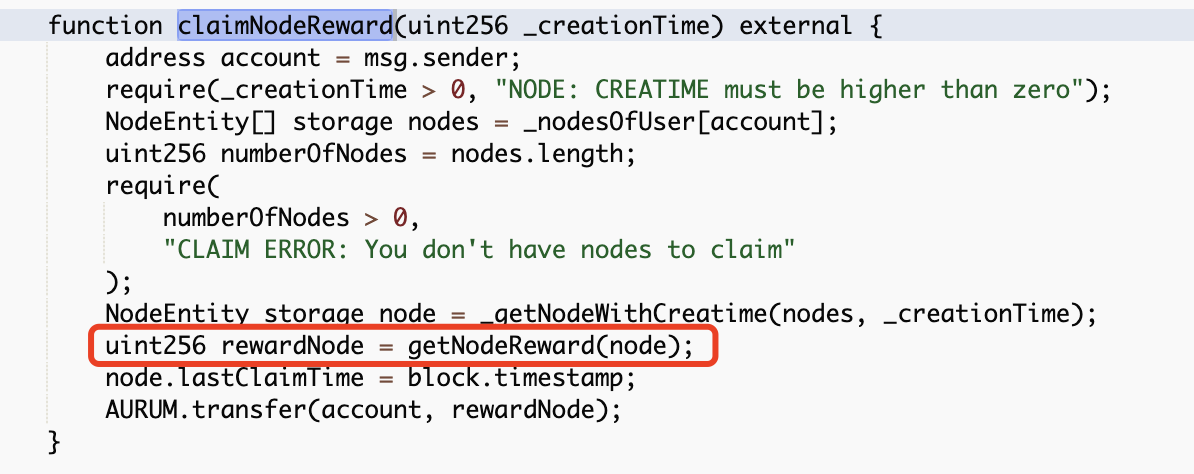 function claimNodeReward(uint256 _creationTime) external {
address account = msg.sender;
require(_creationTime > 0, "NODE: CREATIME must be higher than zero");
NodeEntity[] storage nodes = _nodesOfUser[account];
uint256 numberOfNodes = nodes.length;
require(
numberOfNodes > 0,
"CLAIM ERROR: You don't have nodes to claim"
);
NodeEntity storage node = _getNodeWithCreatime(nodes, _creationTime);
uint256 rewardNode = getNodeReward(node);
node.lastClaimTime = block.timestamp;
AURUM.transfer(account, rewardNode);
}